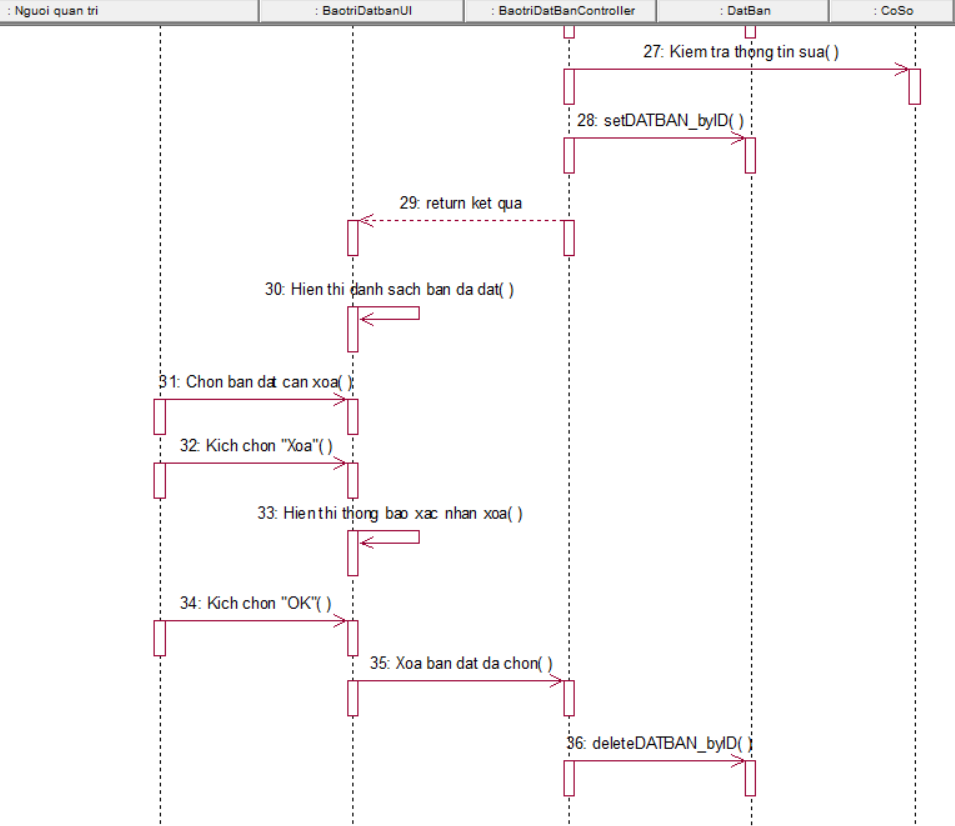 : Nguoi quan tri
: BaotriDatbanUI
: BaotriDatBanController
: DatBan
: CoSo
27: Kiem tra thong tin sua( )
28: setDATBAN_byID( )
29: return ket qua
30: Hien thi danh sach ban da dat( )
31: Chon ban dat can xoa( )
32: Kich chon "Xoa"( )
33: Hien thi thong bao xac nhan xoa( )
34: Kich chon "OK"( )
35: Xoa ban dat da chon( )
36: deleteDATBAN_byID( )